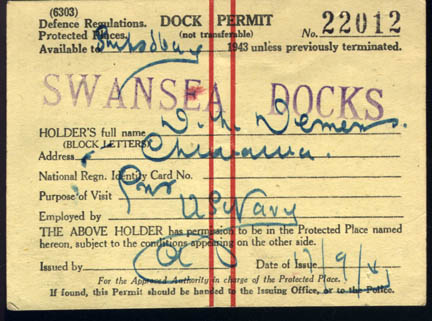 (6303)
Defence Regulations. DOCK PERMIT
Protected Places. (not transferable) No. 22012
Available to 1943 unless previously terminated.
SWANSEA DOCKS
HOLDER'S full name D. h. Demens.
(BLOCK LETTERS)
Address
National Regn. Identity Card No.
Purpose of Visit
Employed by US Navy
THE ABOVE HOLDER has permission to be in the Protected Place named
hereon, subject to the conditions appearing on the other side.
Issued by Date of Issue
For the Approved Authority in charge of the Protected Place.
If found, this Permit should be handed to the Issuing Office, or to the Police.